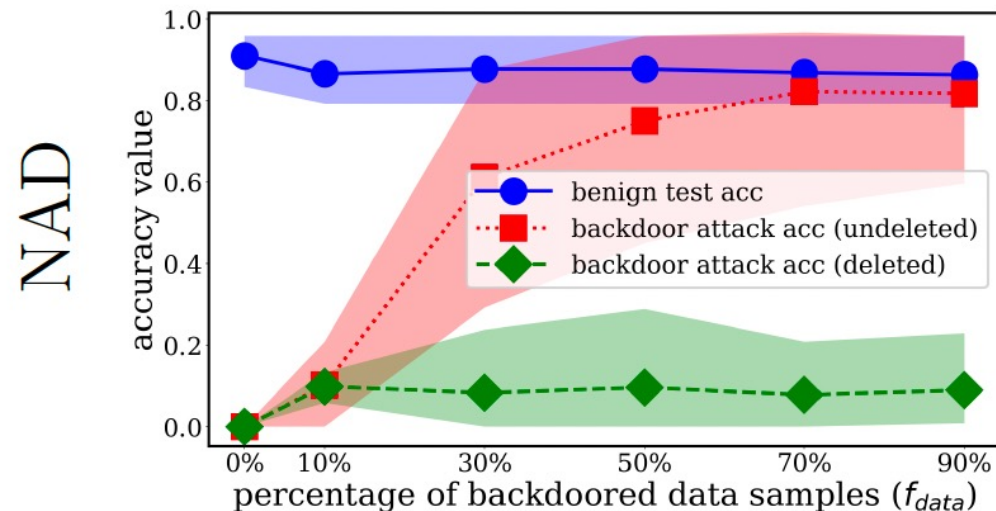 NAD
accuracy value
1.0
0.8
0.6
0.4
0.2
0.0
benign test acc
backdoor attack acc (undeleted)
backdoor attack acc (deleted)
0% 10% 30% 50% 70% 90%
percentage of backdoored data samples (f_data)